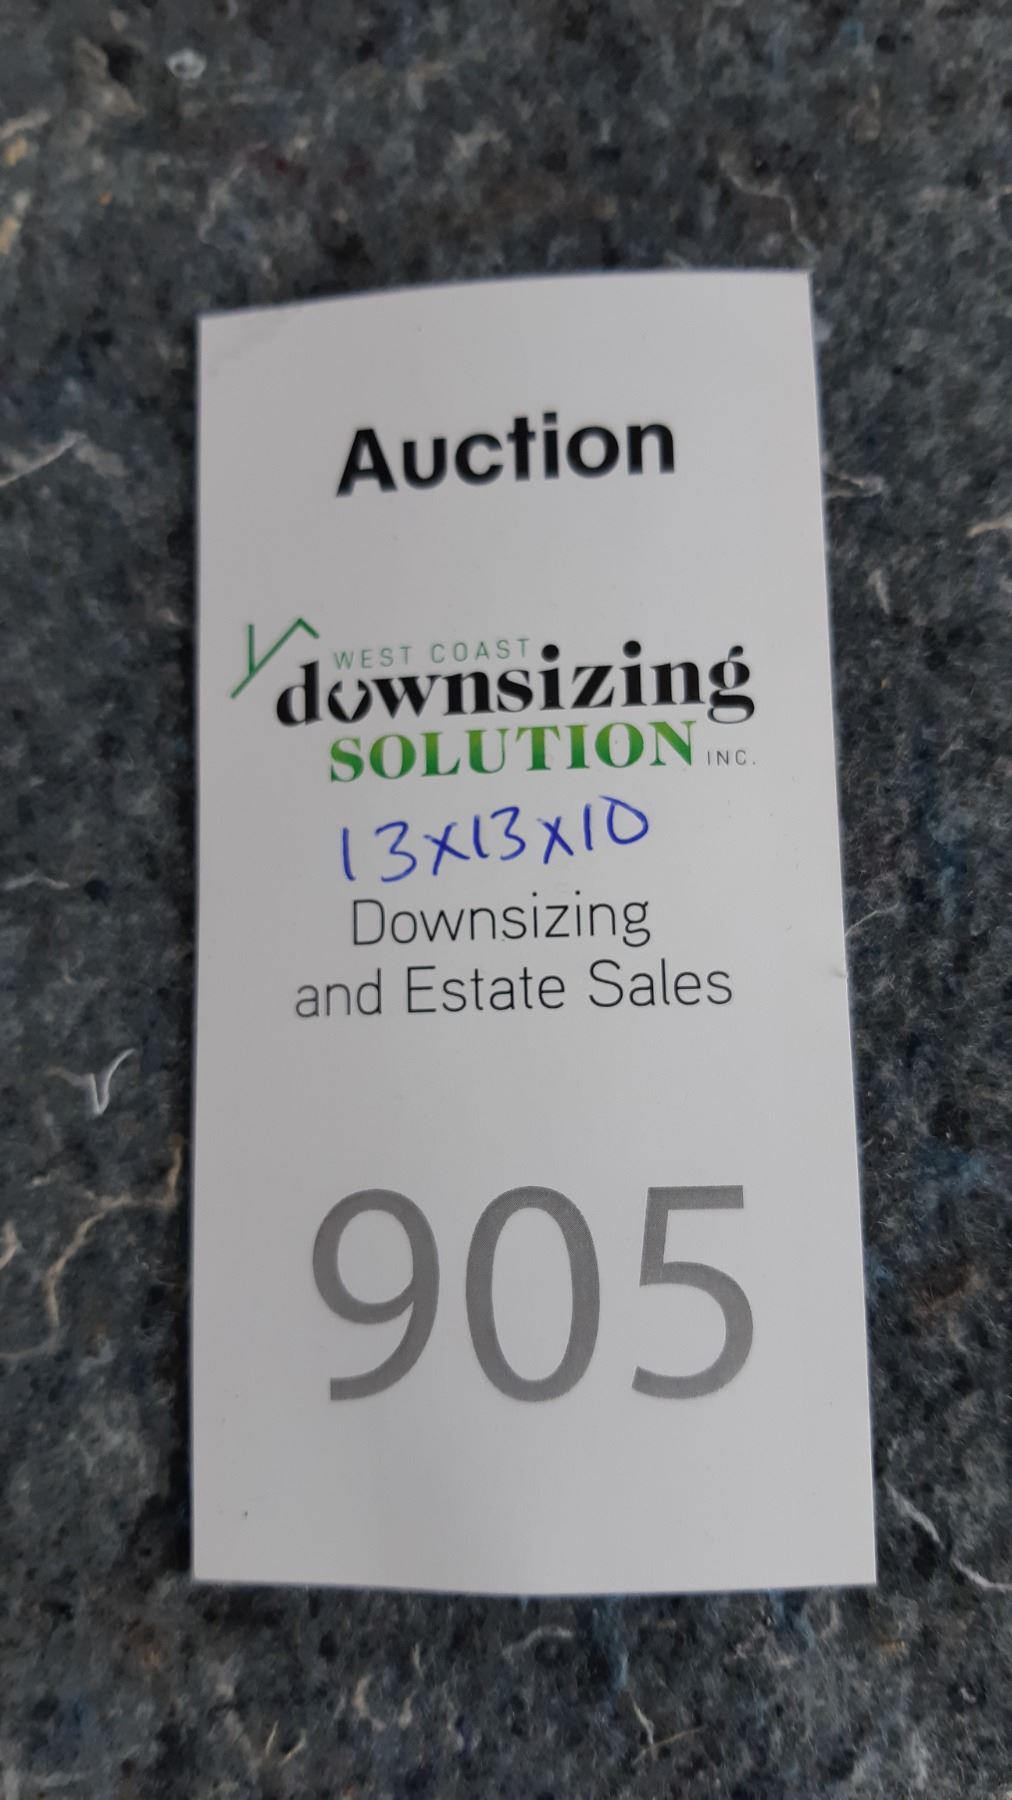 Auction
WEST COAST
downsizing
SOLUTION INC.
13x13x10
Downsizing
and Estate Sales
905